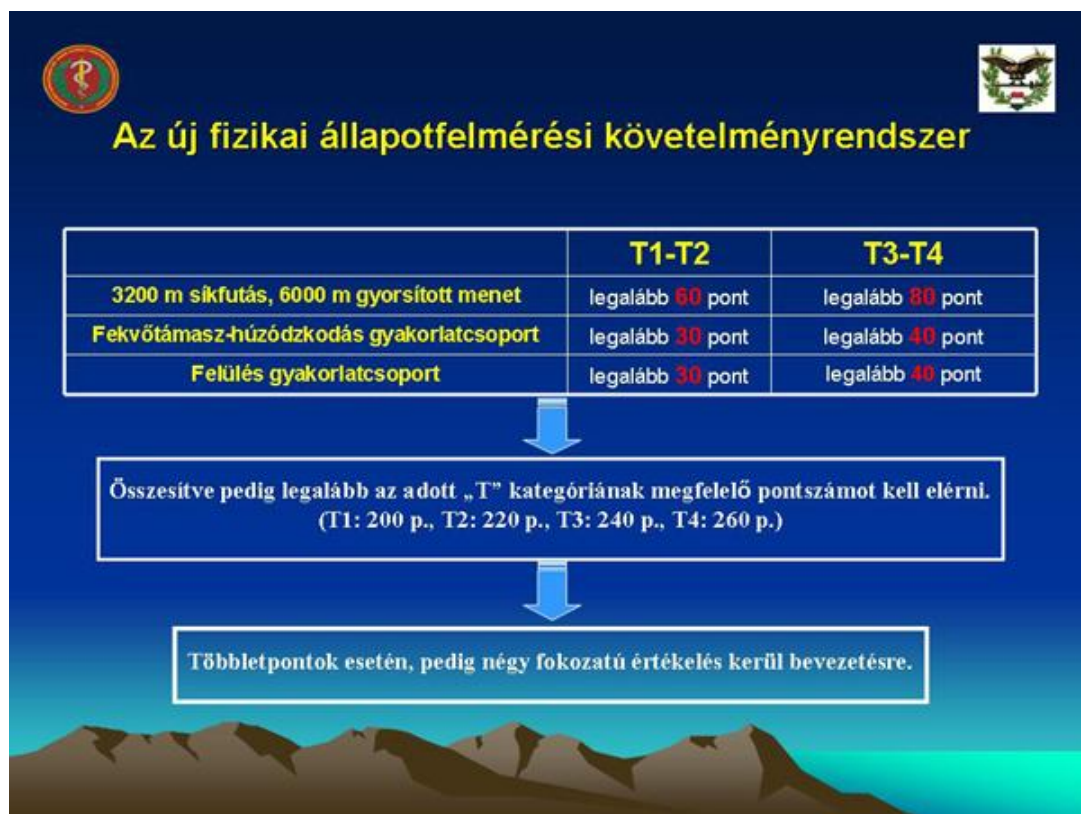 Az új fizikai állapotfelmérési követelményrendszer
T1-T2 T3-T4
3200 m síkfutás, 6000 m gyorsított menet legalább 60 pont legalább 80 pont
Fekvőtámasz-húzódzkodás gyakorlatcsoport legalább 30 pont legalább 40 pont
Felülés gyakorlatcsoport legalább 30 pont legalább 40 pont
Összesítve pedig legalább az adott „T” kategóriának megfelelő pontszámot kell elérni.
(T1: 200 p., T2: 220 p., T3: 240 p., T4: 260 p.)
Többletpontok esetén, pedig négy fokozatú értékelés kerül bevezetésre.